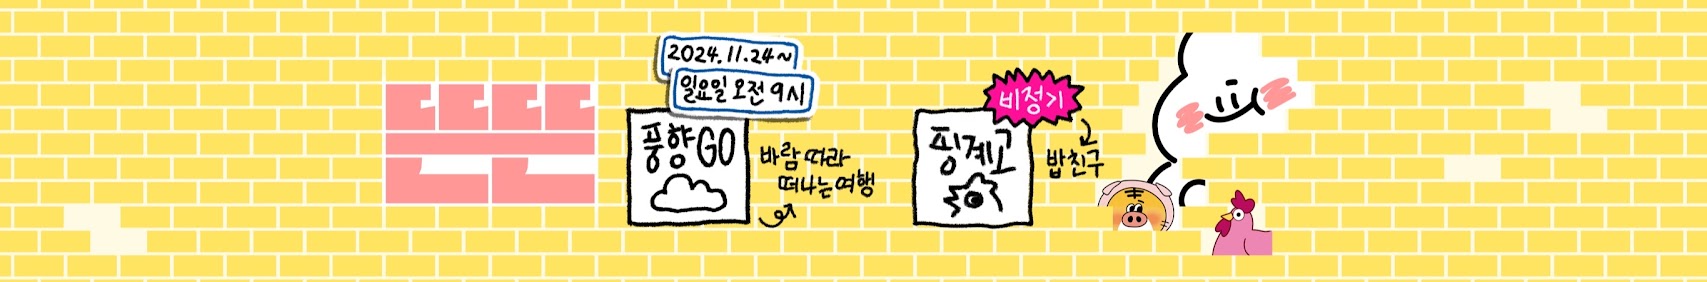 뜬뜬
2024.11.24~
일요일 오전 9시
풍향GO
바람 따라
떠나는 여행
비정기
핑계고
밥친구